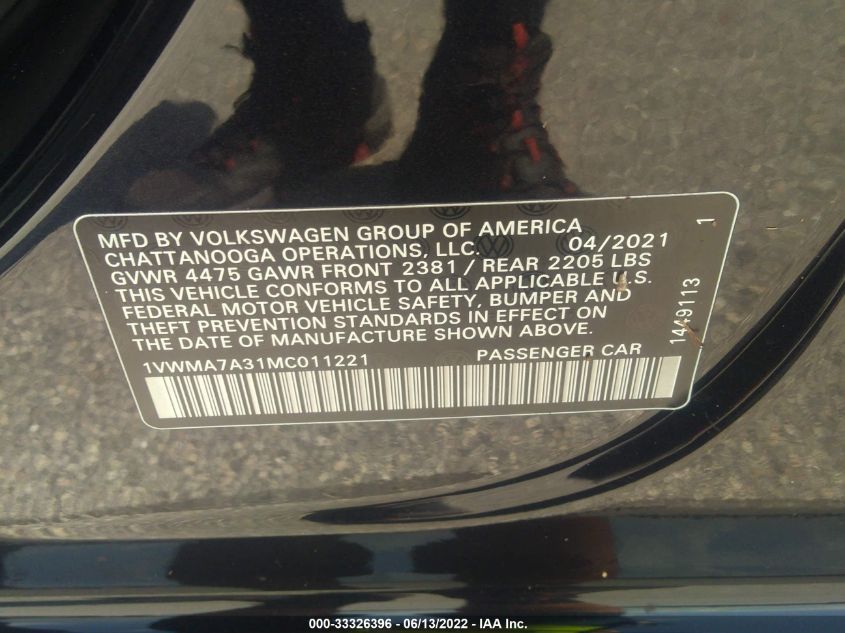 MFD BY VOLKSWAGEN GROUP OF AMERICA
CHATTANOOGA OPERATIONS, LLC. 04/2021
GVWR 4475 GAWR FRONT 2381 / REAR 2205 LBS
THIS VEHICLE CONFORMS TO ALL APPLICABLE U.S.
FEDERAL MOTOR VEHICLE SAFETY, BUMPER AND
THEFT PREVENTION STANDARDS IN EFFECT ON
THE DATE OF MANUFACTURE SHOWN ABOVE.
1VWMA7A31MC011221 PASSENGER CAR
1449113 1
000-33326396 - 06/13/2022 - IAA Inc.